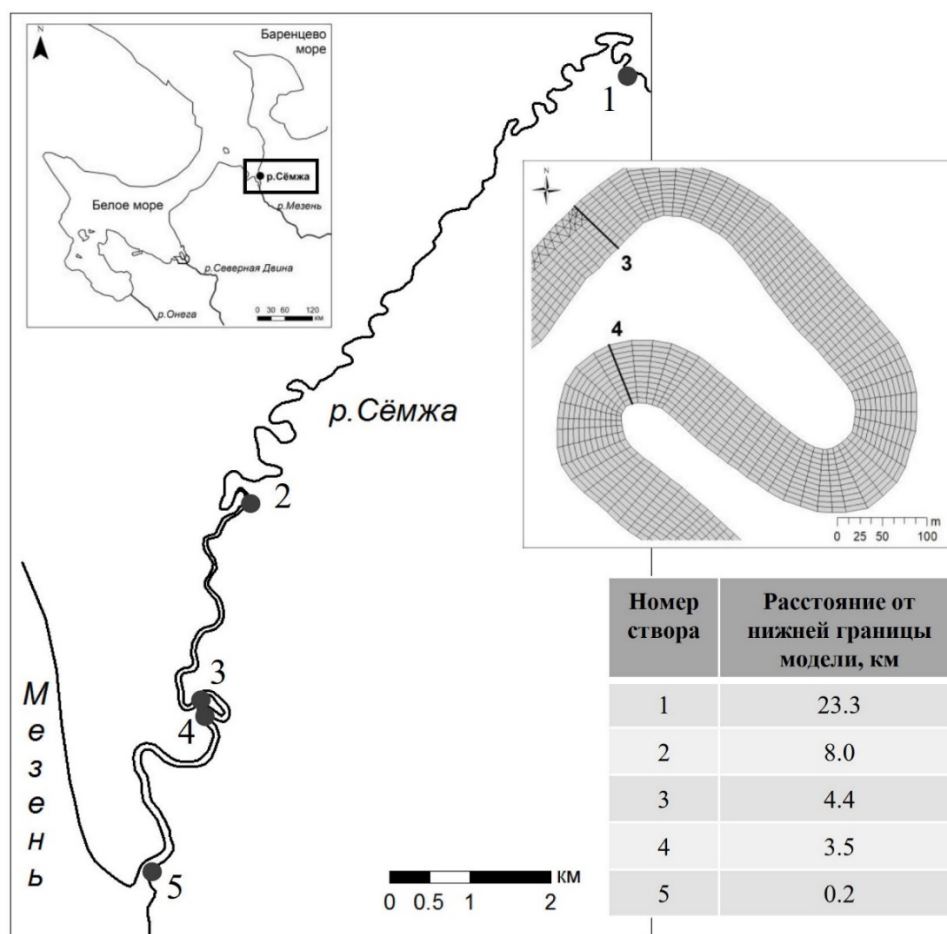 N
Баренцево
море
р.Сёмжа
Белое море
р.Мезень
р.Северная Двина
р.Онега
0 30 60 120
км
1
р.Сёмжа
2
3
4
5
М
е
з
е
н
ь
км
0 0.5 1 2
3
4
м
0 25 50 100
Номер
створа
Расстояние от
нижней границы
модели, км
1 23.3
2 8.0
3 4.4
4 3.5
5 0.2